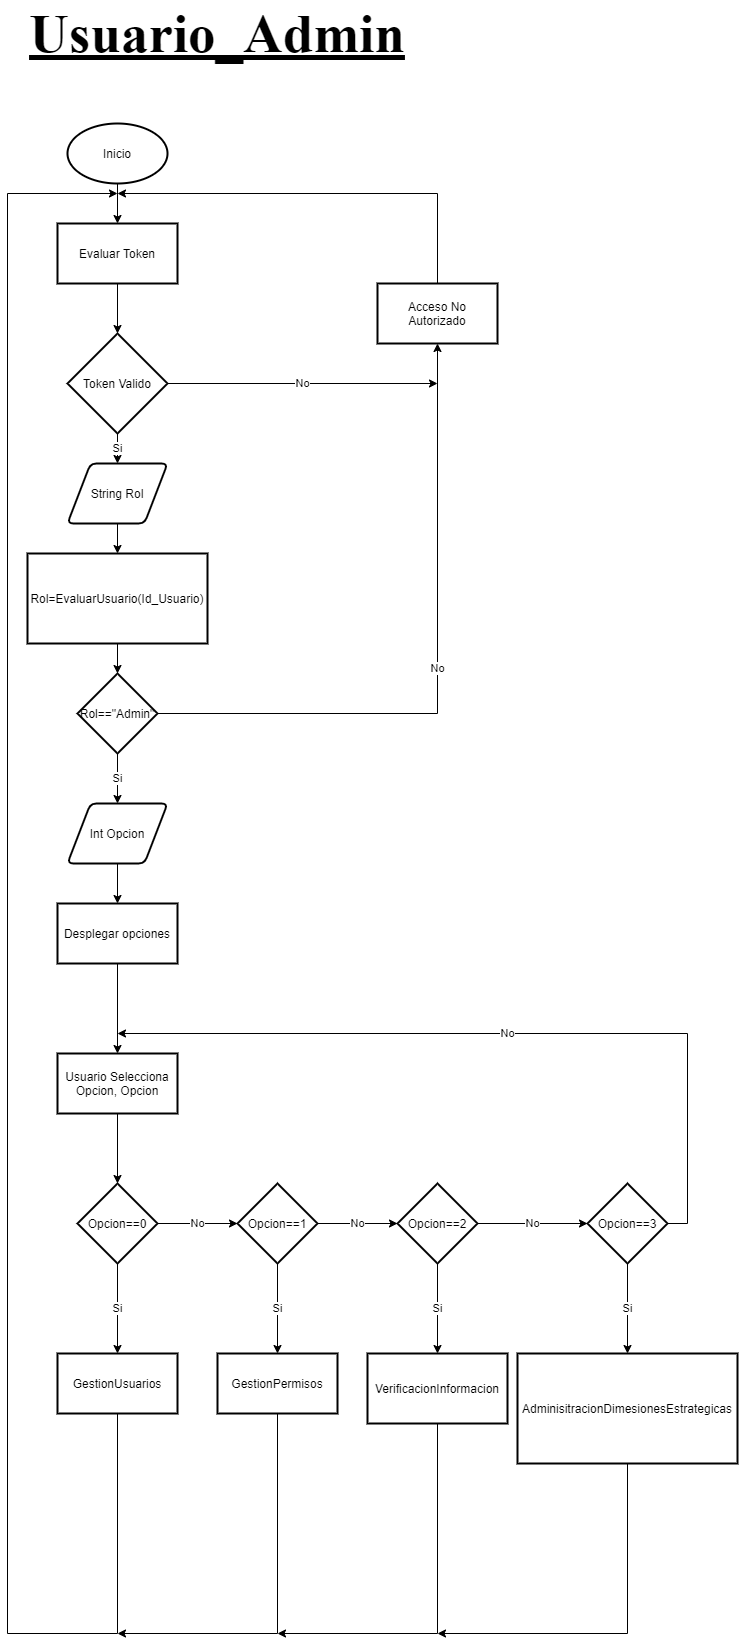 Usuario_Admin
Inicio
Evaluar Token
Acceso No
Autorizado
Token Valido
No
Si
String Rol
Rol=EvaluarUsuario(Id_Usuario)
No
Rol=="Admin"
Si
Int Opcion
Desplegar opciones
No
Usuario Selecciona
Opcion, Opcion
Opcion==0
No
Opcion==1
No
Opcion==2
No
Opcion==3
Si
Si
Si
Si
GestionUsuarios
GestionPermisos
VerificacionInformacion
AdminisitracionDimesionesEstrategicas